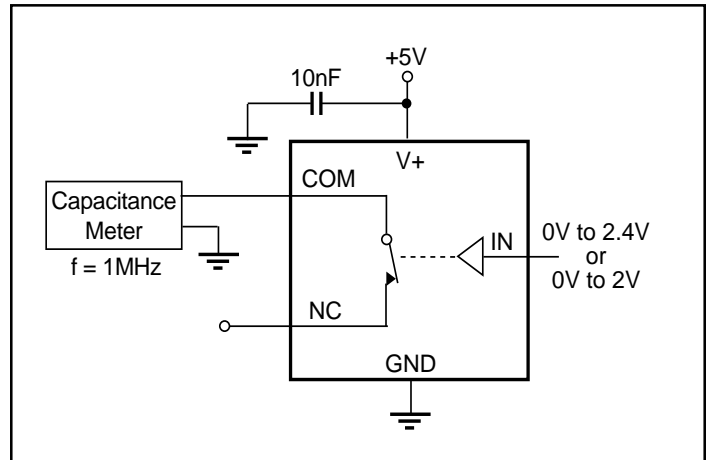 +5V
10nF
V+
COM
Capacitance
Meter
f = 1MHz
IN
0V to 2.4V
or
0V to 2V
NC
GND